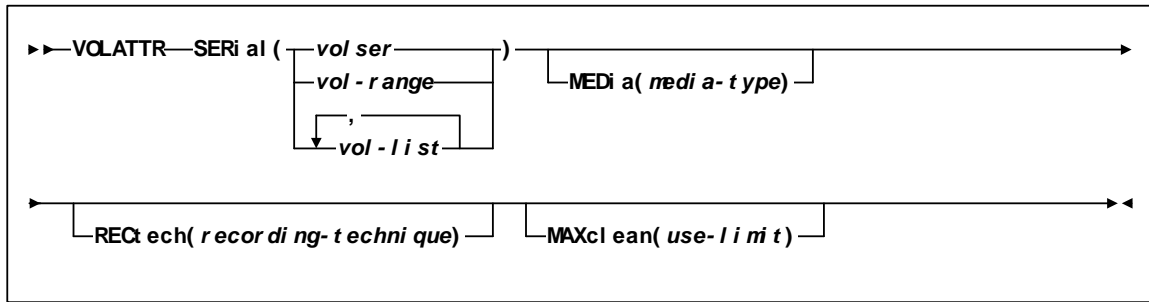 VOLATTR SERial( volser ) MEDia(media-type)
vol-range
,
vol-list
RECtech(recording-technique) MAXclean(use-limit)